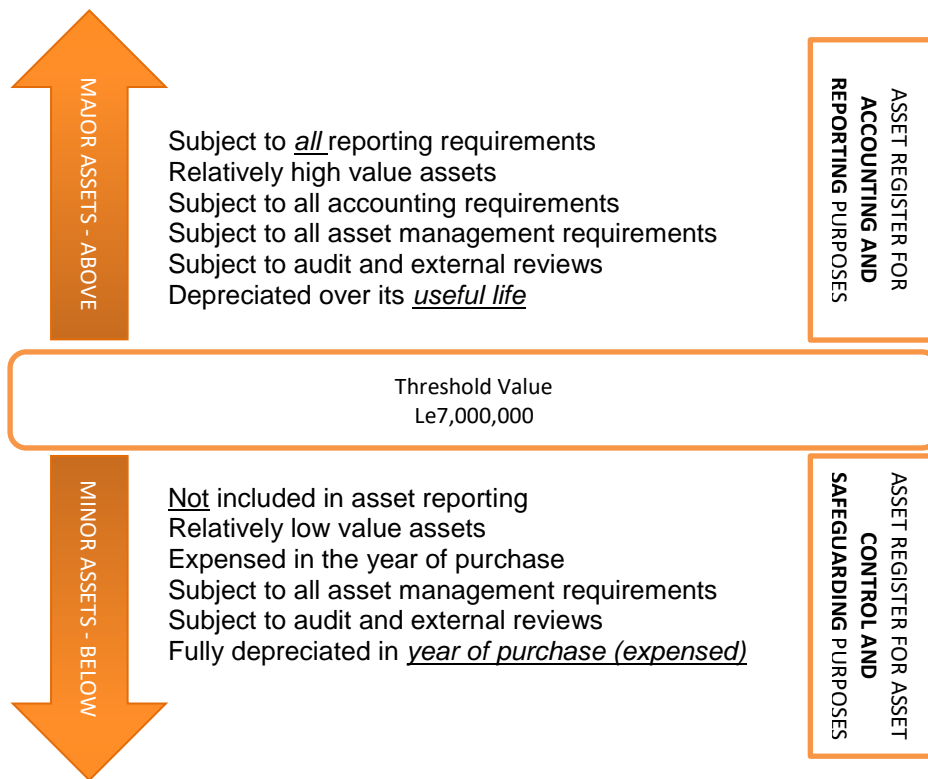 MAJOR ASSETS - ABOVE
Subject to all reporting requirements
Relatively high value assets
Subject to all accounting requirements
Subject to all asset management requirements
Subject to audit and external reviews
Depreciated over its useful life
ASSET REGISTER FOR
ACCOUNTING AND
REPORTING PURPOSES
Threshold Value
Le7,000,000
MINOR ASSETS - BELOW
Not included in asset reporting
Relatively low value assets
Expensed in the year of purchase
Subject to all asset management requirements
Subject to audit and external reviews
Fully depreciated in year of purchase (expensed)
ASSET REGISTER FOR ASSET
CONTROL AND
SAFEGUARDING PURPOSES